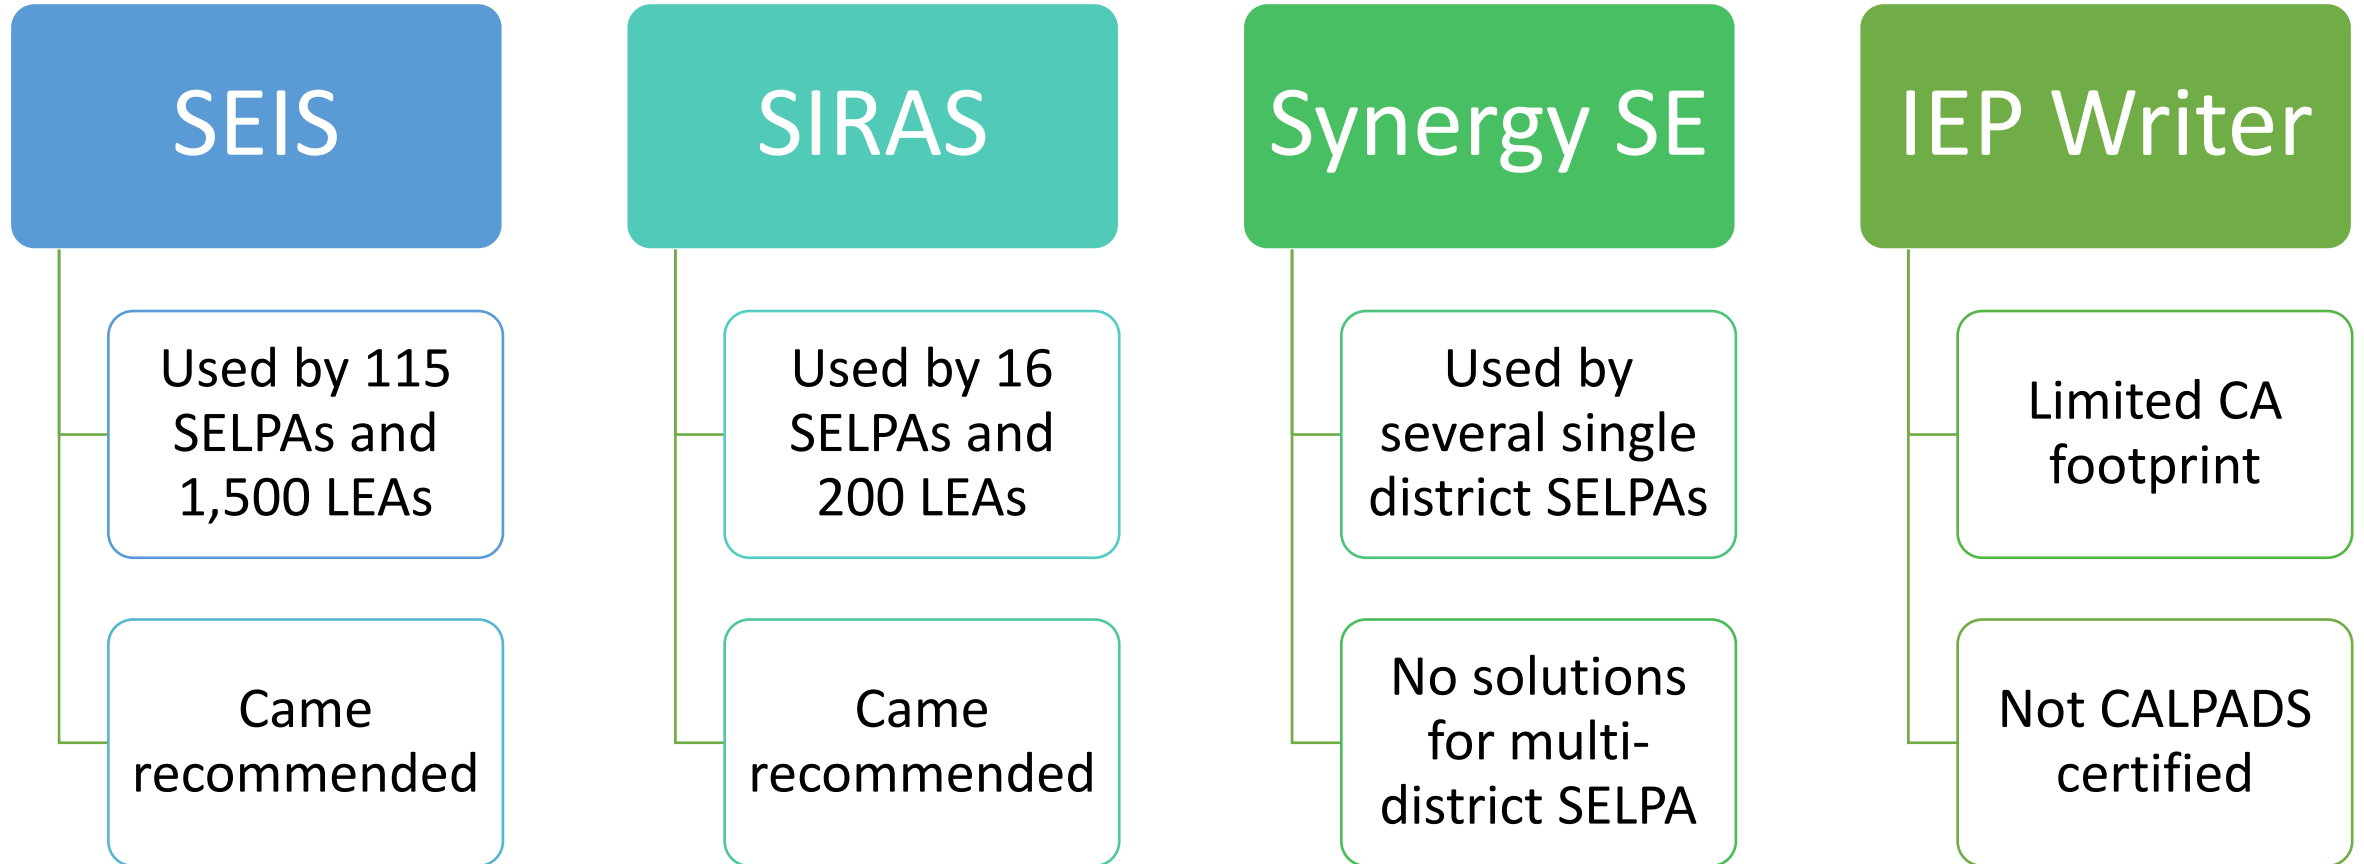 SEIS
Used by 115
SELPAs and
1,500 LEAs
Came
recommended
SIRAS
Used by 16
SELPAs and
200 LEAs
Came
recommended
Synergy SE
Used by
several single
district SELPAs
No solutions
for multi-
district SELPA
IEP Writer
Limited CA
footprint
Not CALPADS
certified